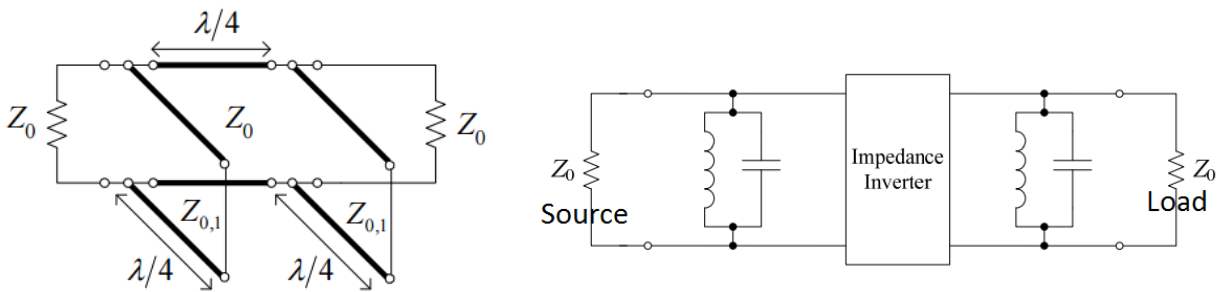 λ/4
Z₀
Z₀
Z₀
Z₀,₁
Z₀,₁
λ/4
λ/4
Z₀
Source
Impedance
Inverter
Z₀
Load